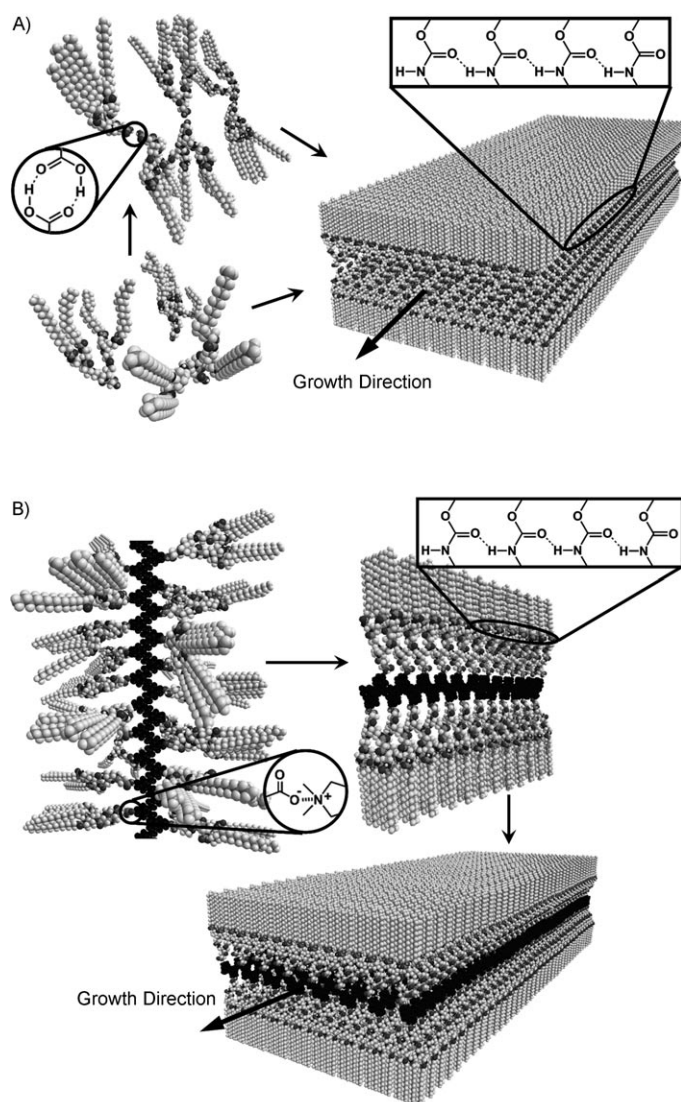 A)
O O O O O O O O
H-N H-N H-N H-N
O O
H H
O O
Growth Direction
B)
O O O O O O O O
H-N H-N H-N H-N
O
O⁻ N⁺
Growth Direction